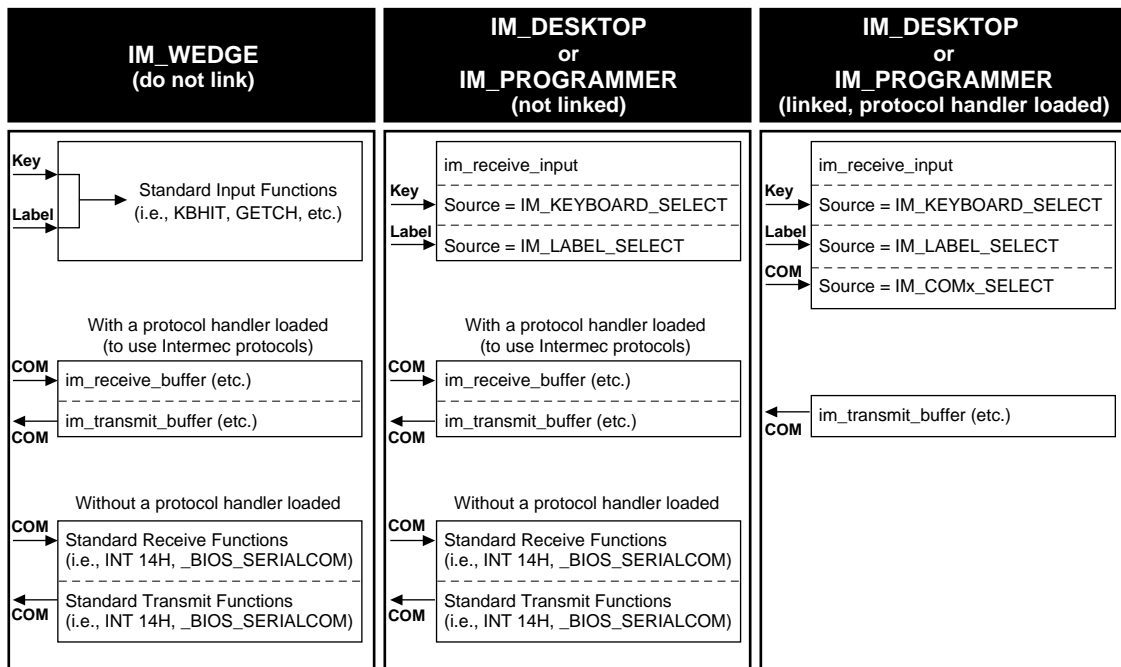 IM_WEDGE
(do not link)
Key
Label
Standard Input Functions
(i.e., KBHIT, GETCH, etc.)
With a protocol handler loaded
(to use Intermec protocols)
COM
im_receive_buffer (etc.)
im_transmit_buffer (etc.)
COM
Without a protocol handler loaded
COM
Standard Receive Functions
(i.e., INT 14H, _BIOS_SERIALCOM)
Standard Transmit Functions
(i.e., INT 14H, _BIOS_SERIALCOM)
COM
IM_DESKTOP
or
IM_PROGRAMMER
(not linked)
im_receive_input
Key
Source = IM_KEYBOARD_SELECT
Label
Source = IM_LABEL_SELECT
With a protocol handler loaded
(to use Intermec protocols)
COM
im_receive_buffer (etc.)
im_transmit_buffer (etc.)
COM
Without a protocol handler loaded
COM
Standard Receive Functions
(i.e., INT 14H, _BIOS_SERIALCOM)
Standard Transmit Functions
(i.e., INT 14H, _BIOS_SERIALCOM)
COM
IM_DESKTOP
or
IM_PROGRAMMER
(linked, protocol handler loaded)
im_receive_input
Key
Source = IM_KEYBOARD_SELECT
Label
Source = IM_LABEL_SELECT
COM
Source = IM_COMx_SELECT
im_transmit_buffer (etc.)
COM